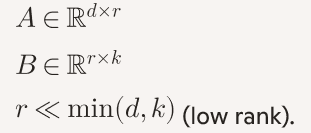 A ∈ ℝ^{d×r}
B ∈ ℝ^{r×k}
r ≪ min(d, k) (low rank).